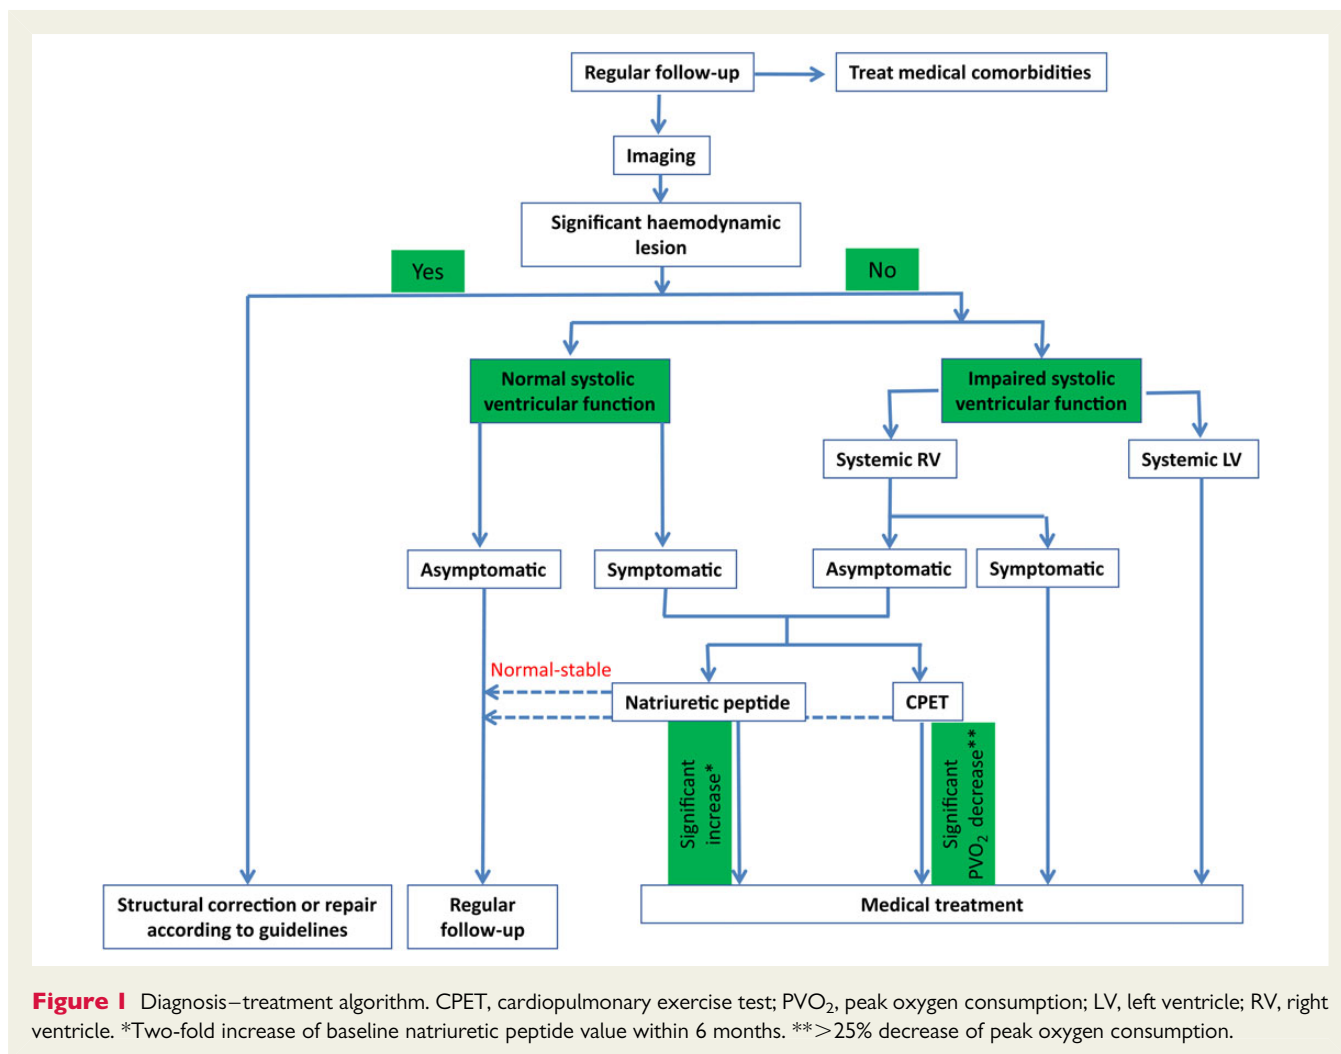 Regular follow-up
Treat medical comorbidities
Imaging
Significant haemodynamic
lesion
Yes
No
Normal systolic
ventricular function
Impaired systolic
ventricular function
Systemic RV
Systemic LV
Asymptomatic
Symptomatic
Asymptomatic
Symptomatic
Normal-stable
Natriuretic peptide
CPET
Significant
increase*
Significant
PVO₂ decrease**
Structural correction or repair
according to guidelines
Regular
follow-up
Medical treatment
Figure 1 Diagnosis–treatment algorithm. CPET, cardiopulmonary exercise test; PVO₂, peak oxygen consumption; LV, left ventricle; RV, right
ventricle. *Two-fold increase of baseline natriuretic peptide value within 6 months. **>25% decrease of peak oxygen consumption.